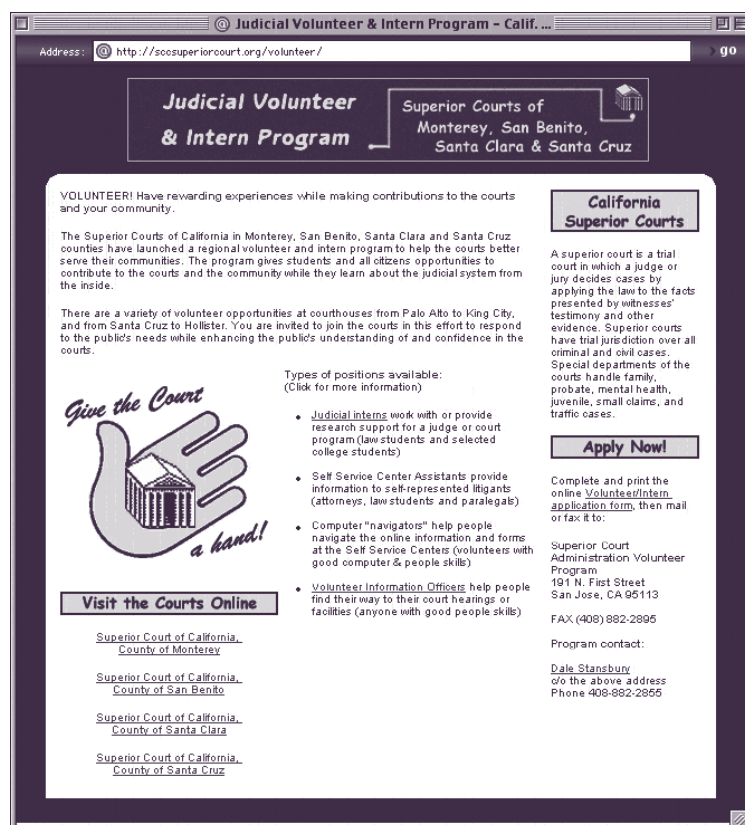 @ Judicial Volunteer & Intern Program - Calif. ...
Address: @ http://sccsuperiorcourt.org/volunteer/
go
Judicial Volunteer
& Intern Program
Superior Courts of
Monterey, San Benito,
Santa Clara & Santa Cruz
VOLUNTEER! Have rewarding experiences while making contributions to the courts
and your community.
The Superior Courts of California in Monterey, San Benito, Santa Clara and Santa Cruz
counties have launched a regional volunteer and intern program to help the courts better
serve their communities. The program gives students and all citizens opportunities to
contribute to the courts and the community while they learn about the judicial system from
the inside.
There are a variety of volunteer opportunities at courthouses from Palo Alto to King City,
and from Santa Cruz to Hollister. You are invited to join the courts in this effort to respond
to the public's needs while enhancing the public's understanding of and confidence in the
courts.
Give the Court
a hand!
Types of positions available:
(Click for more information)
• Judicial interns work with or provide
research support for a judge or court
program (law students and selected
college students)
• Self Service Center Assistants provide
information to self-represented litigants
(attorneys, law students and paralegals)
• Computer "navigators" help people
navigate the online information and forms
at the Self Service Centers (volunteers with
good computer & people skills)
• Volunteer Information Officers help people
find their way to their court hearings or
facilities (anyone with good people skills)
Visit the Courts Online
Superior Court of California,
County of Monterey
Superior Court of California,
County of San Benito
Superior Court of California,
County of Santa Clara
Superior Court of California,
County of Santa Cruz
California
Superior Courts
A superior court is a trial
court in which a judge or
jury decides cases by
applying the law to the facts
presented by witnesses'
testimony and other
evidence. Superior courts
have trial jurisdiction over all
criminal and civil cases.
Special departments of the
courts handle family,
probate, mental health,
juvenile, small claims, and
traffic cases.
Apply Now!
Complete and print the
online Volunteer/Intern
application form, then mail
or fax it to:
Superior Court
Administration Volunteer
Program
191 N. First Street
San Jose, CA 95113
FAX (408) 882-2895
Program contact:
Dale Stansbury
c/o the above address
Phone 408-882-2855